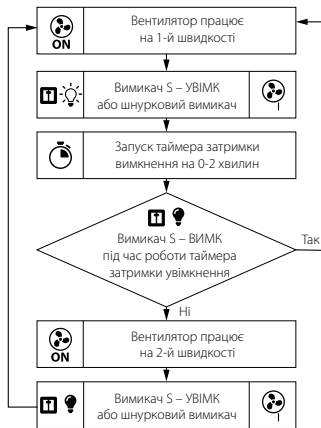 ON
Вентилятор працює
на 1-й швидкості
Вимикач S – УВІМК
або шнурковий вимикач
Запуск таймера затримки
вимкнення на 0-2 хвилин
Вимикач S – ВИМК
під час роботи таймера
затримки увімкнення
Так
Ні
ON
Вентилятор працює
на 2-й швидкості
Вимикач S – УВІМК
або шнурковий вимикач